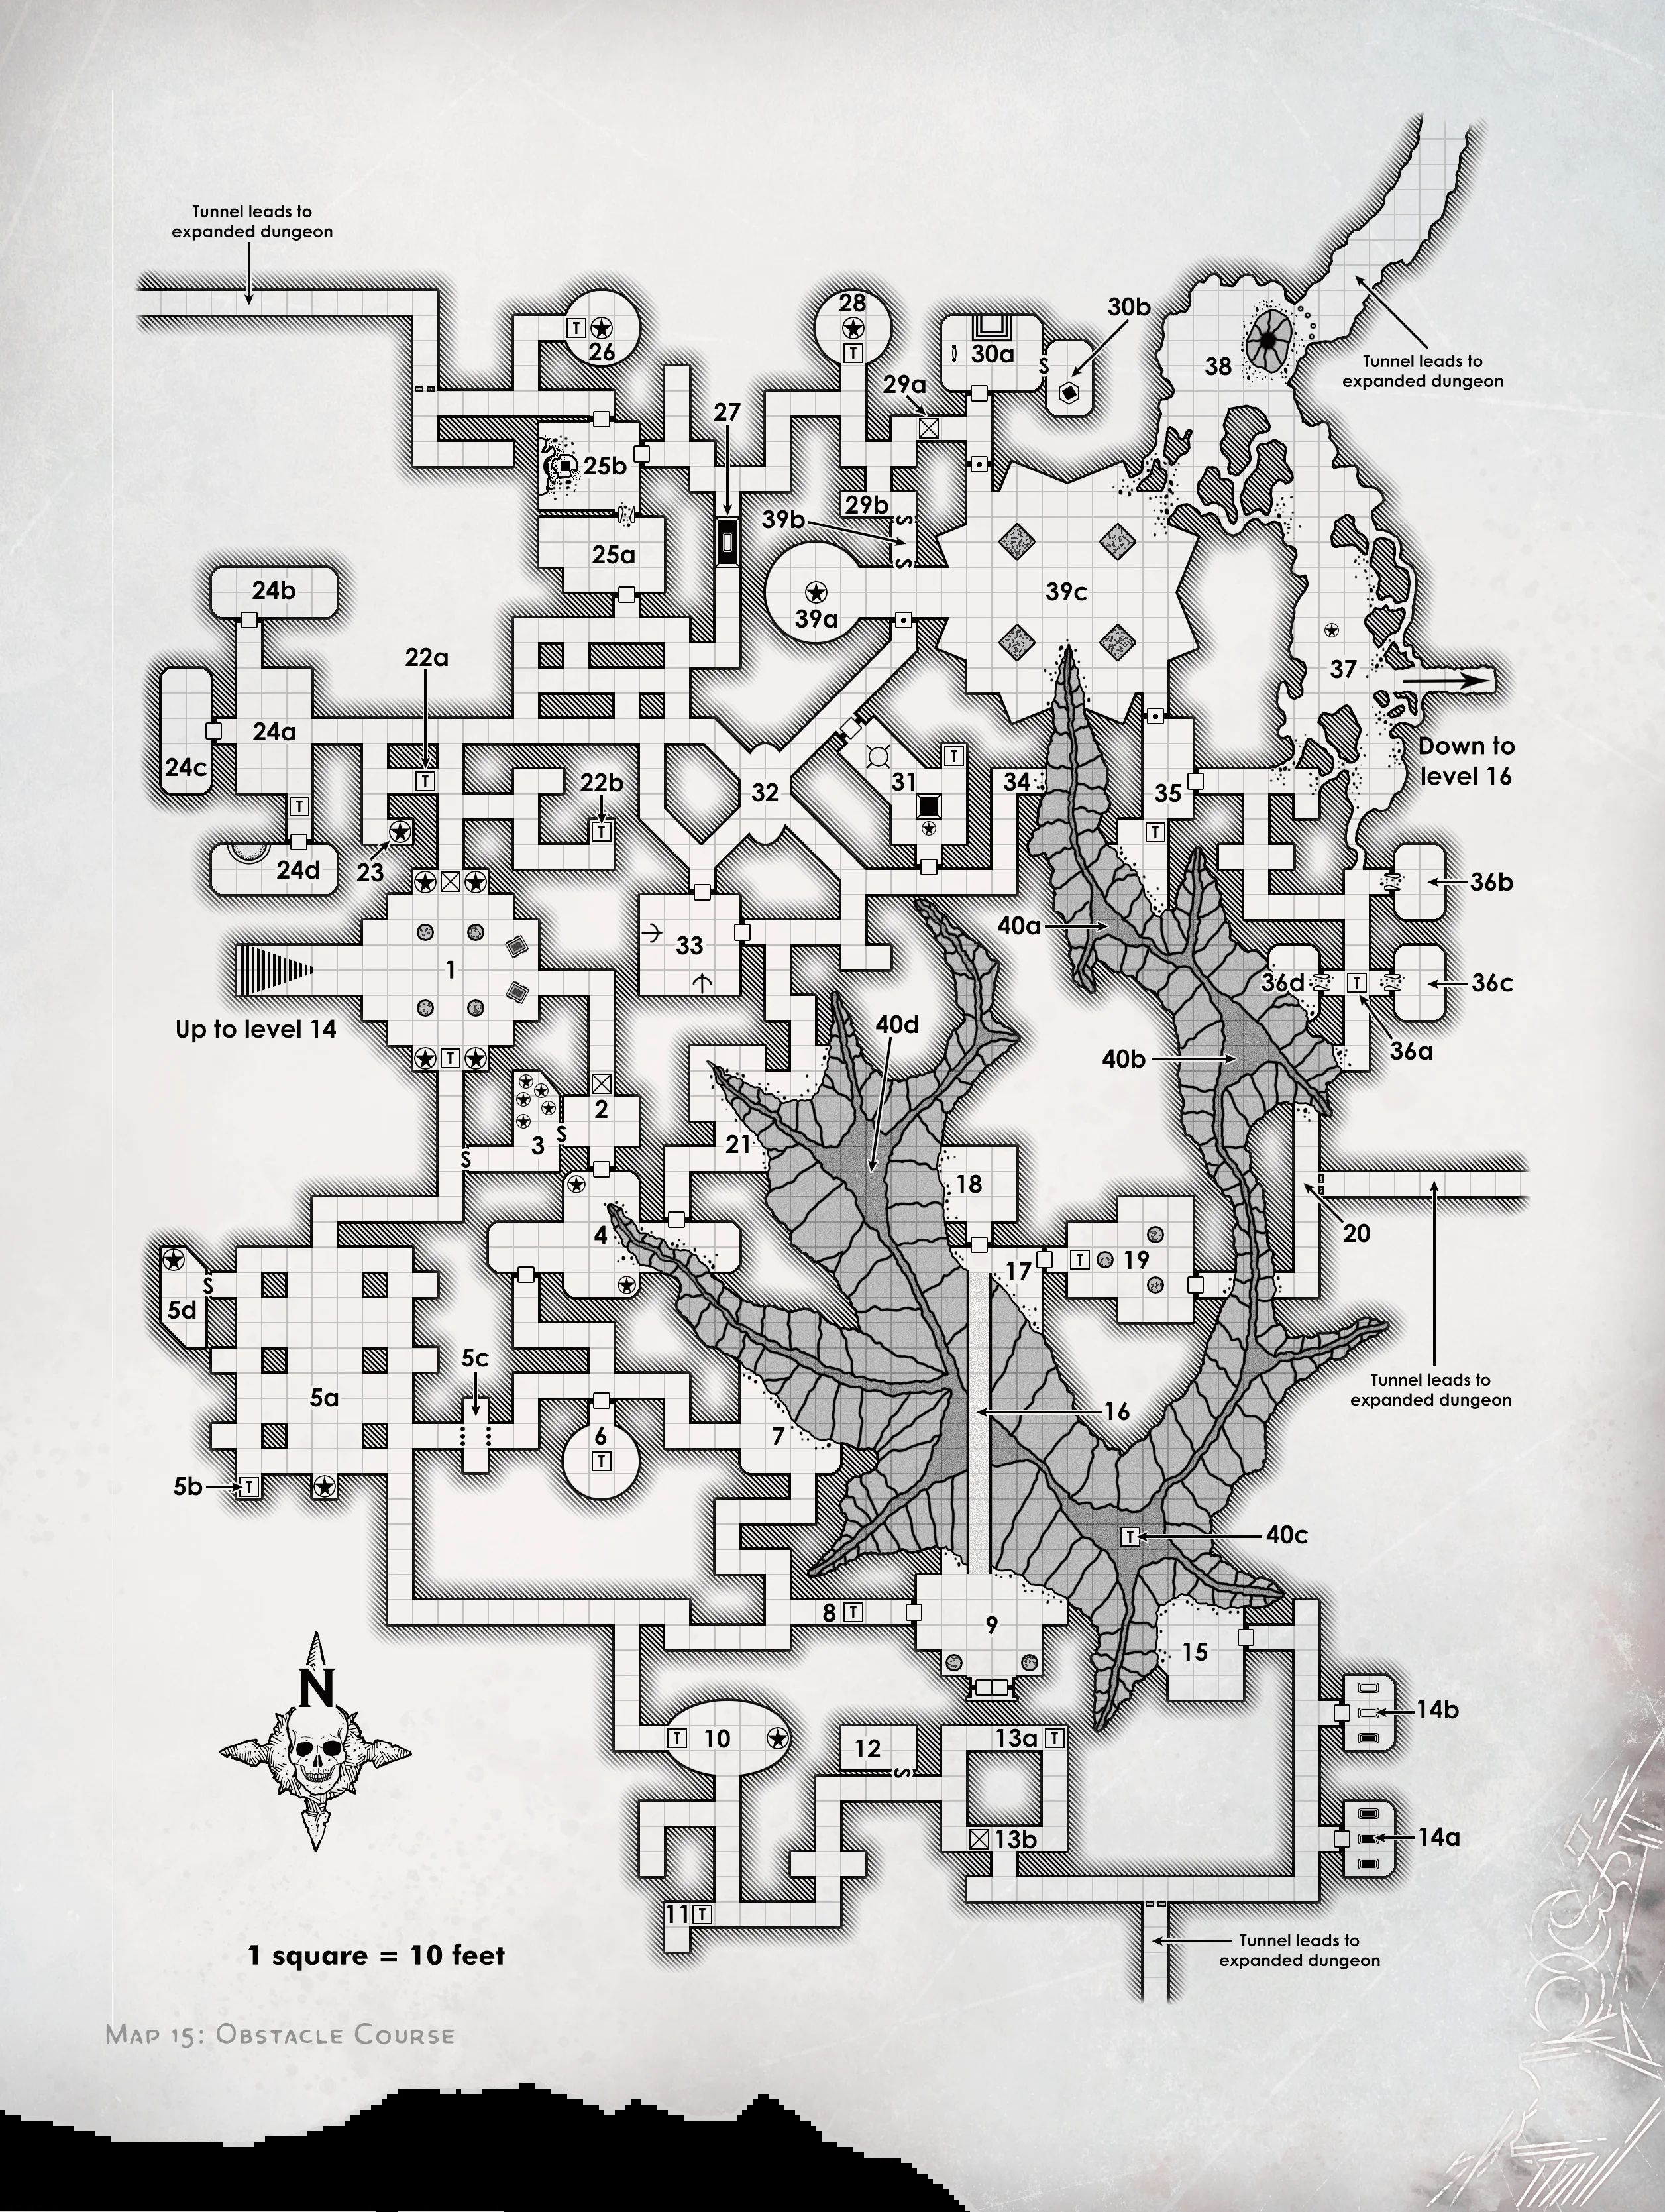 Tunnel leads to
expanded dungeon
T
26
28
T
29a
30a
S
30b
38
Tunnel leads to
expanded dungeon
27
25b
29b
S
39b
S
25a
39c
39a
24b
22a
37
24a
24c
T
T
22b
T
23
24d
32
31
T
34
35
T
Down to
level 16
36b
40a
33
1
36d
T
36c
36a
Up to level 14
T
40d
40b
2
3
S
S
21
18
4
17
T
19
20
5d
S
5c
5a
Tunnel leads to
expanded dungeon
16
6
T
7
5b
T
T
40c
8
T
9
15
N
T
10
12
S
13a
T
14b
13b
14a
11
T
1 square = 10 feet
Tunnel leads to
expanded dungeon
Map 15: Obstacle Course